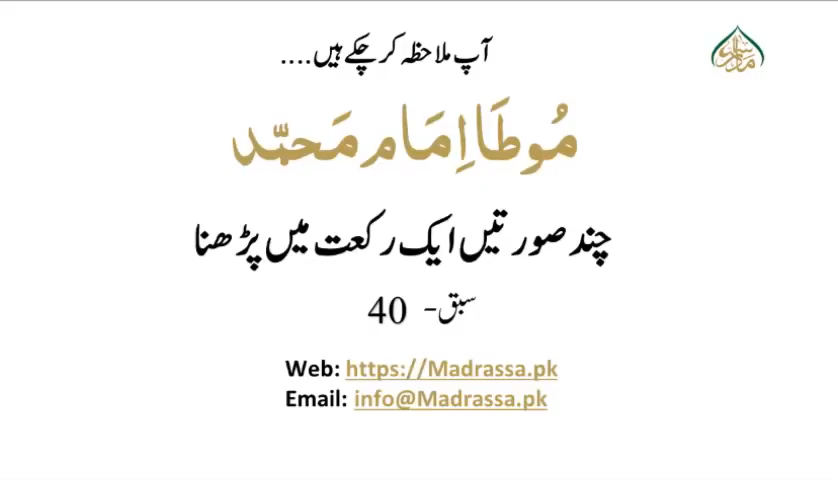 آپ ملاحظہ کر چکے ہیں....
مُوطَا اِمَام مَحمّد
چند صورتیں ایک رکعت میں پڑھنا
سبق - 40
Web: https://Madrassa.pk
Email: info@Madrassa.pk